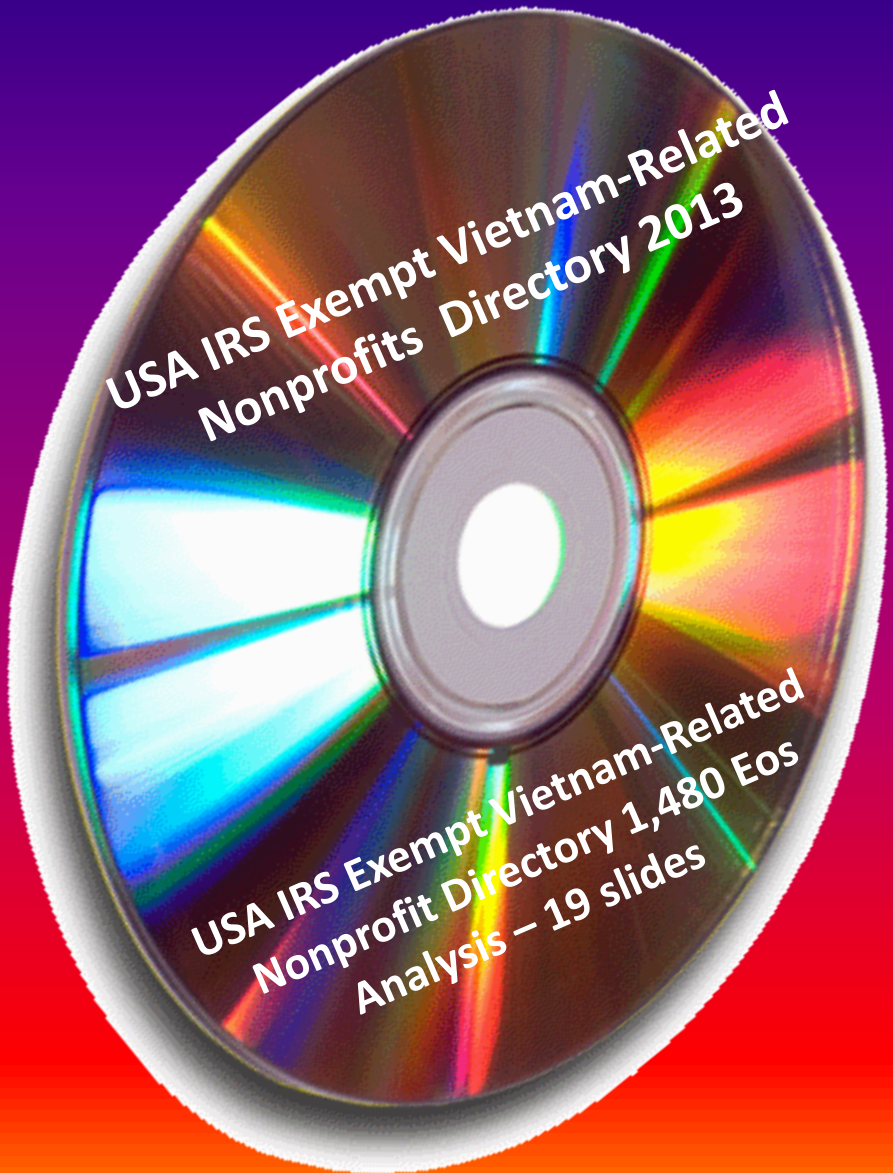 USA IRS Exempt Vietnam-Related
Nonprofits Directory 2013
USA IRS Exempt Vietnam-Related
Nonprofit Directory 1,480 Eos
Analysis – 19 slides